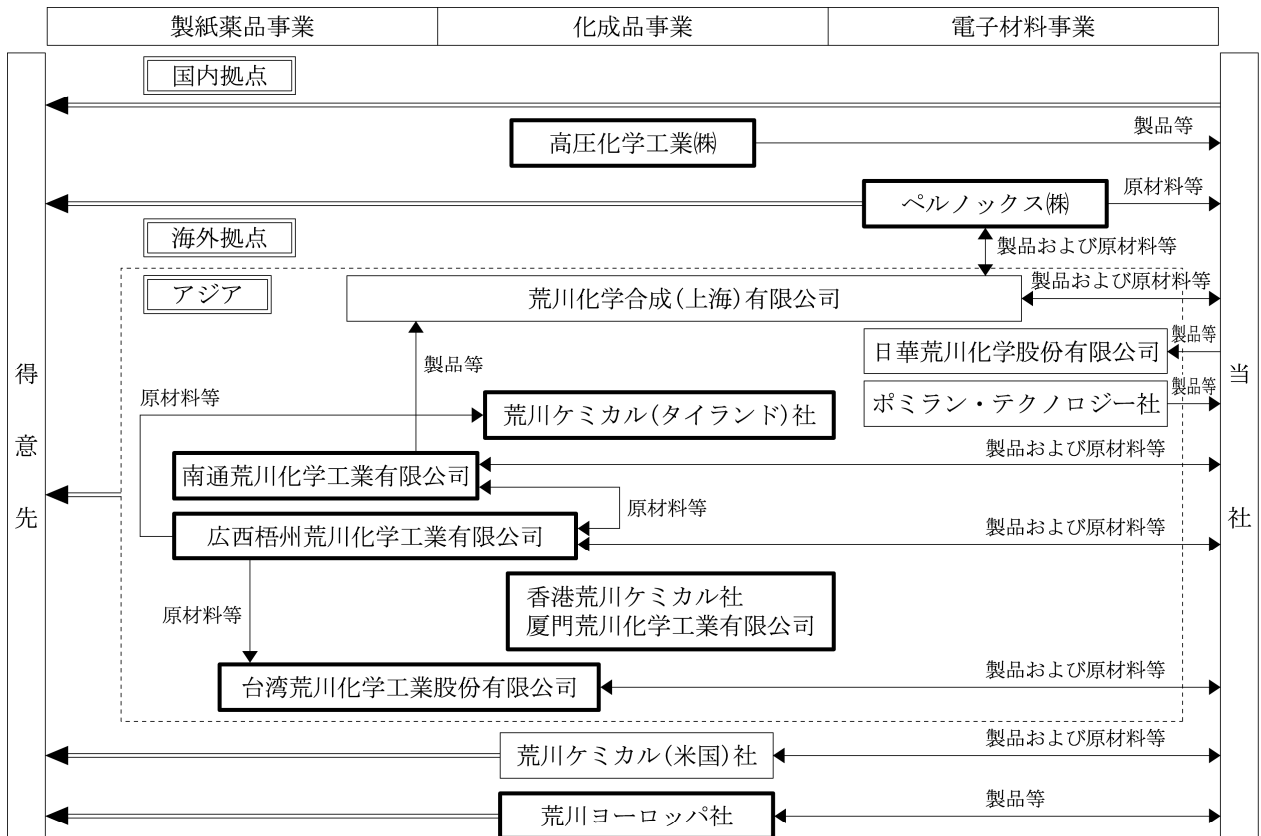 製紙薬品事業
化成品事業
電子材料事業
国内拠点
高圧化学工業㈱
製品等
ペルノックス㈱
原材料等
海外拠点
製品および原材料等
アジア
荒川化学合成(上海)有限公司
製品および原材料等
日華荒川化学股份有限公司
製品等
製品等
原材料等
荒川ケミカル(タイランド)社
ポミラン・テクノロジー社
製品等
得意先
当社
南通荒川化学工業有限公司
製品および原材料等
原材料等
広西梧州荒川化学工業有限公司
製品および原材料等
香港荒川ケミカル社
厦門荒川化学工業有限公司
原材料等
台湾荒川化学工業股份有限公司
製品および原材料等
荒川ケミカル(米国)社
製品および原材料等
荒川ヨーロッパ社
製品等